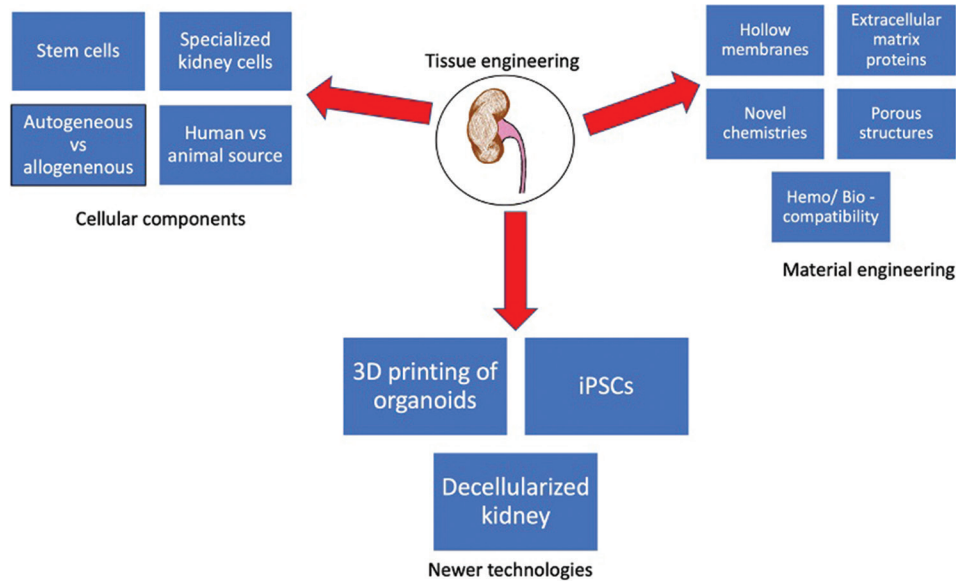 Stem cells
Specialized
kidney cells
Autogeneous
vs
allogenenous
Human vs
animal source
Cellular components
Tissue engineering
Hollow
membranes
Extracellular
matrix
proteins
Novel
chemistries
Porous
structures
Hemo/ Bio -
compatibility
Material engineering
3D printing of
organoids
iPSCs
Decellularized
kidney
Newer technologies